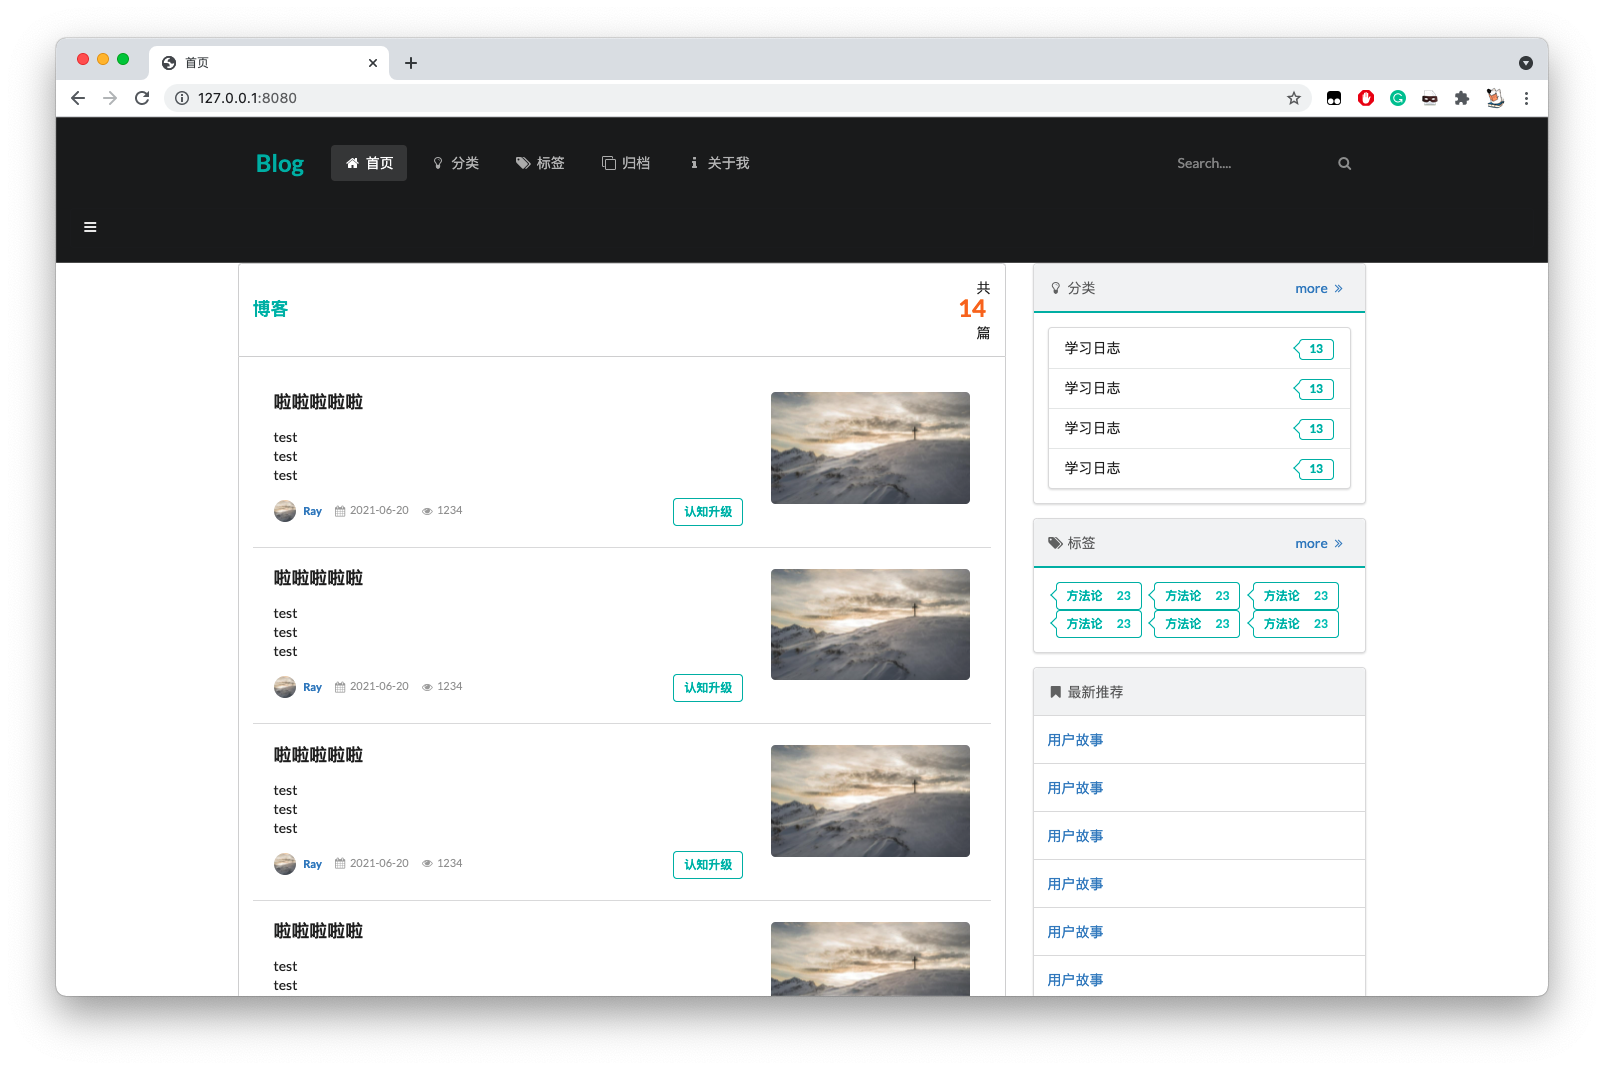 首页
127.0.0.1:8080
Blog 首页 分类 标签 归档 关于我 Search....
博客 共 14 篇
啦啦啦啦啦
test
test
test
Ray 2021-06-20 1234 认知升级
啦啦啦啦啦
test
test
test
Ray 2021-06-20 1234 认知升级
啦啦啦啦啦
test
test
test
Ray 2021-06-20 1234 认知升级
啦啦啦啦啦
test
test
分类 more
学习日志 13
学习日志 13
学习日志 13
学习日志 13
标签 more
方法论 23 方法论 23 方法论 23
方法论 23 方法论 23 方法论 23
最新推荐
用户故事
用户故事
用户故事
用户故事
用户故事
用户故事